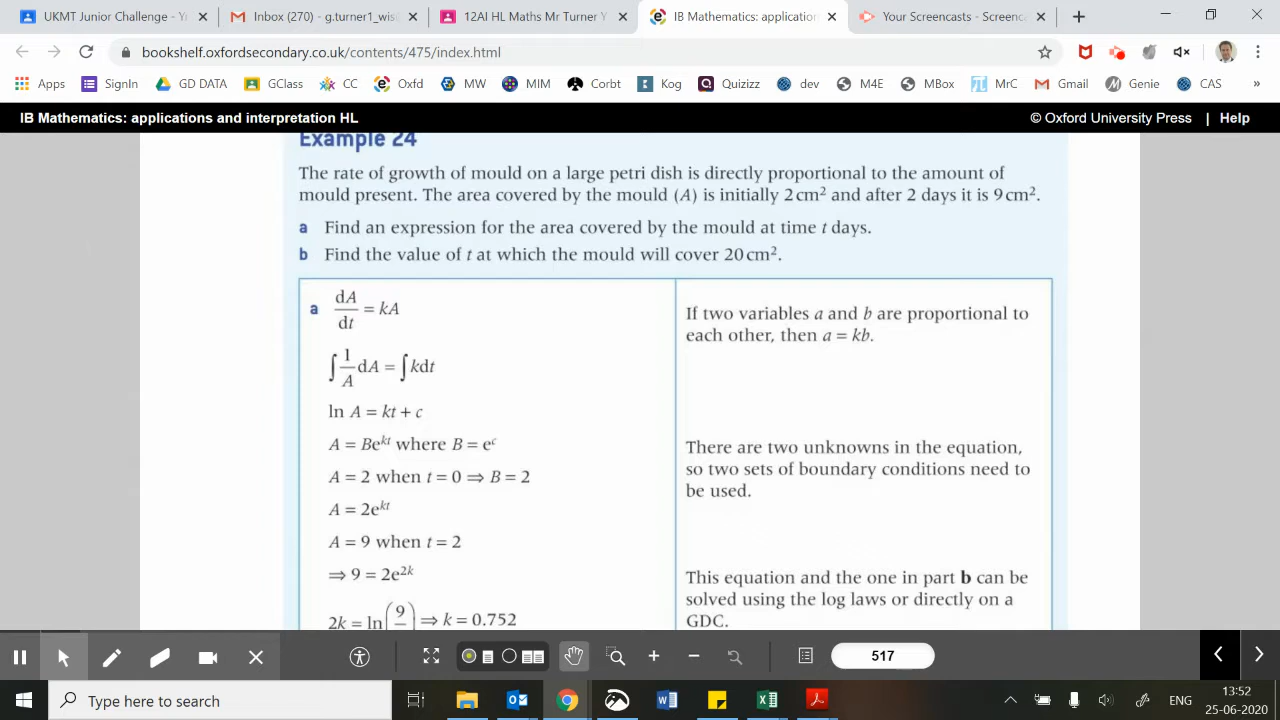 UKMT Junior Challenge - Yea
Inbox (270) - g.turner1_wis
12AI HL Maths Mr Turner Y
IB Mathematics: application
Your Screencasts - Screenc
bookshelf.oxfordsecondary.co.uk/contents/475/index.html
Apps SignIn GD DATA GClass CC Oxfd MW MIM Corbt Kog Quizizz dev M4E MBox MrC Gmail Genie CAS »
IB Mathematics: applications and interpretation HL
© Oxford University Press | Help
Example 24
The rate of growth of mould on a large petri dish is directly proportional to the amount of
mould present. The area covered by the mould (A) is initially 2 cm² and after 2 days it is 9 cm².
a Find an expression for the area covered by the mould at time t days.
b Find the value of t at which the mould will cover 20 cm².
a dA/dt = kA
∫ 1/A dA = ∫ kdt
ln A = kt + c
A = Be^{kt} where B = e^c
A = 2 when t = 0 ⇒ B = 2
A = 2e^{kt}
A = 9 when t = 2
⇒ 9 = 2e^{2k}
2k = ln(9/ ) ⇒ k = 0.752
If two variables a and b are proportional to
each other, then a = kb.
There are two unknowns in the equation,
so two sets of boundary conditions need to
be used.
This equation and the one in part b can be
solved using the log laws or directly on a
GDC.
517
Type here to search
ENG
13:52
25-06-2020